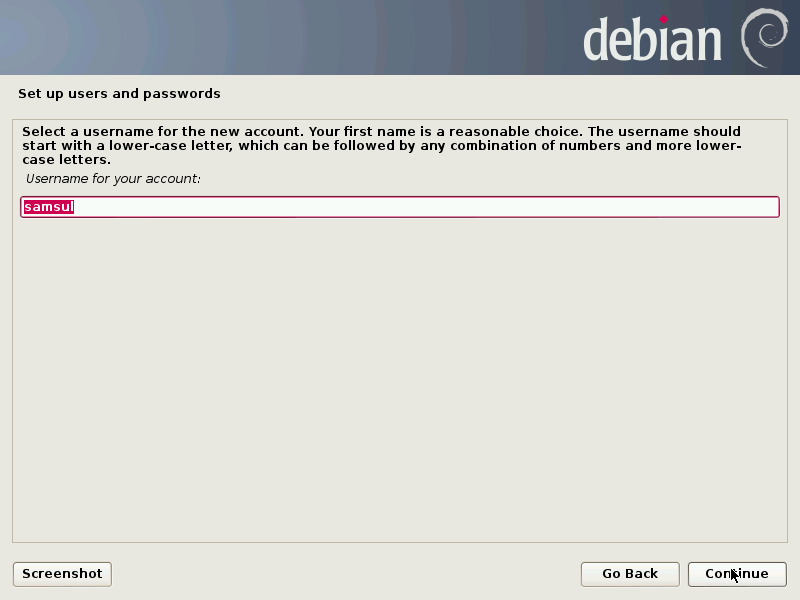 debian
Set up users and passwords
Select a username for the new account. Your first name is a reasonable choice. The username should
start with a lower-case letter, which can be followed by any combination of numbers and more lower-
case letters.
Username for your account:
samsul
Screenshot
Go Back
Continue